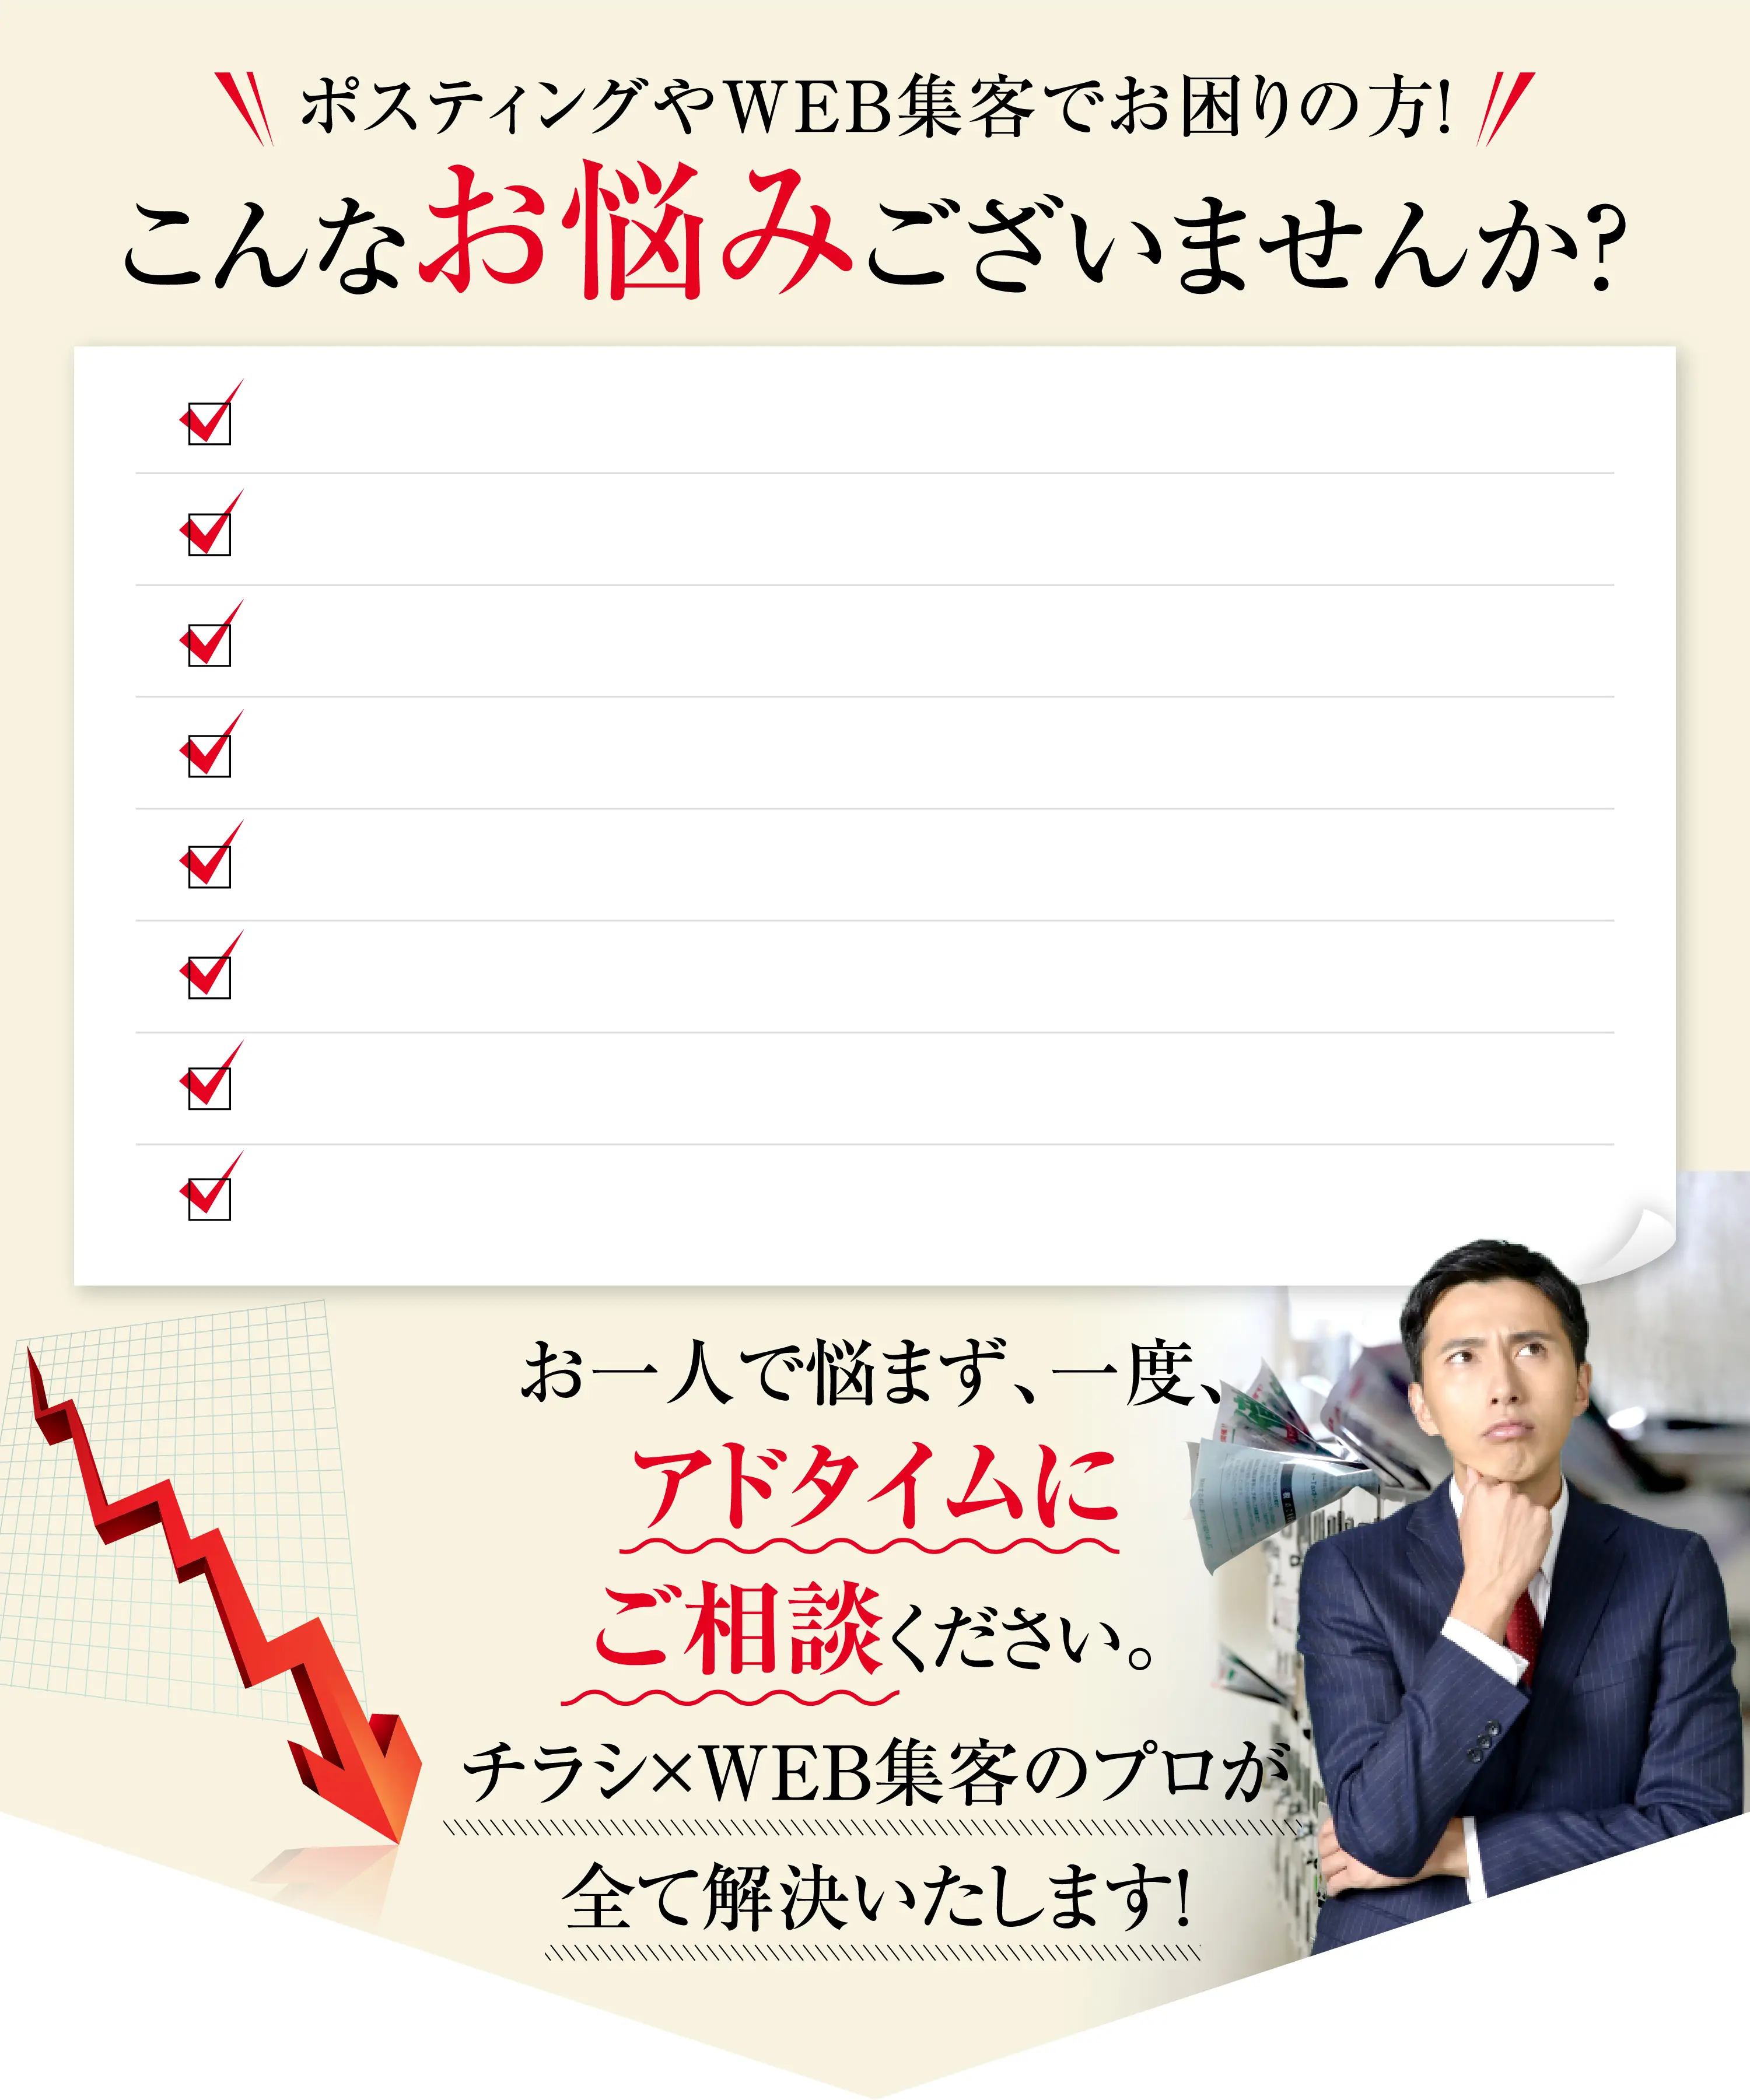 ポスティングやWEB集客でお困りの方!
こんなお悩みございませんか?
お一人で悩まず、一度、
アドタイムに
ご相談ください。
チラシ×WEB集客のプロが
全て解決いたします!